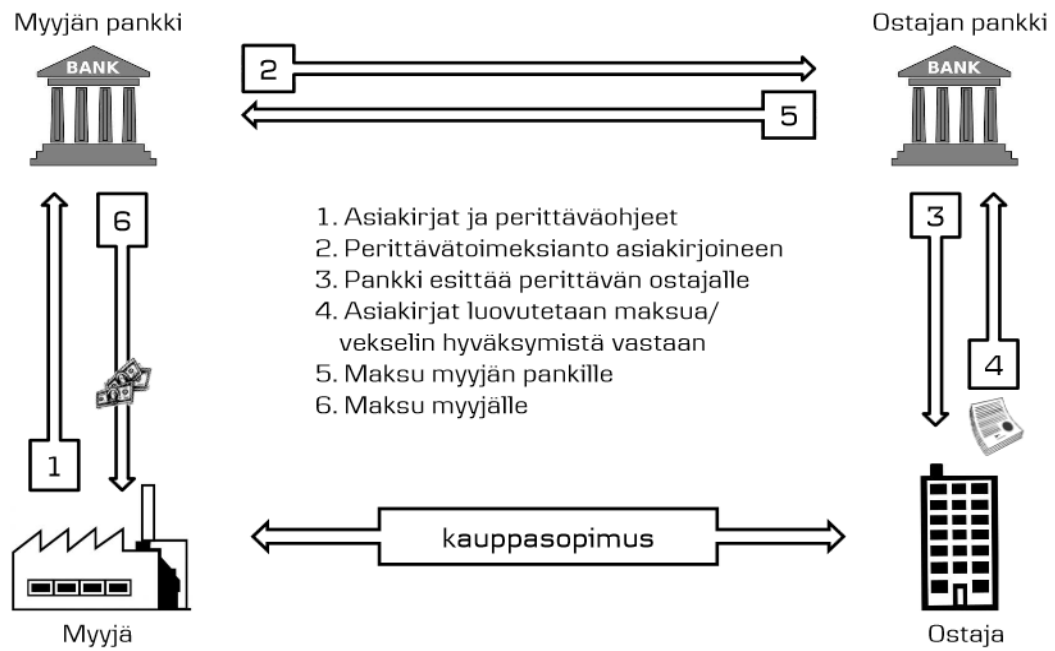 Myyjän pankki
Ostajan pankki
BANK
BANK
2
5
6
3
1. Asiakirjat ja perittäväohjeet
2. Perittävätoimeksianto asiakirjoineen
3. Pankki esittää perittävän ostajalle
4. Asiakirjat luovutetaan maksua/
vekselin hyväksymistä vastaan
5. Maksu myyjän pankille
6. Maksu myyjälle
4
1
kauppasopimus
Myyjä
Ostaja